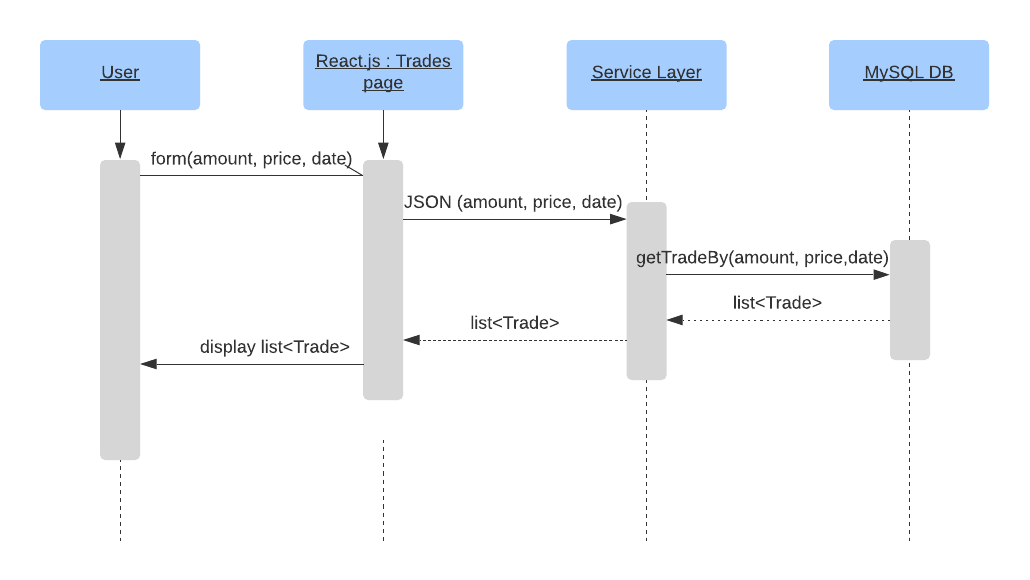 User
React.js : Trades
page
Service Layer
MySQL DB
form(amount, price, date)
JSON (amount, price, date)
getTradeBy(amount, price,date)
list<Trade>
list<Trade>
display list<Trade>